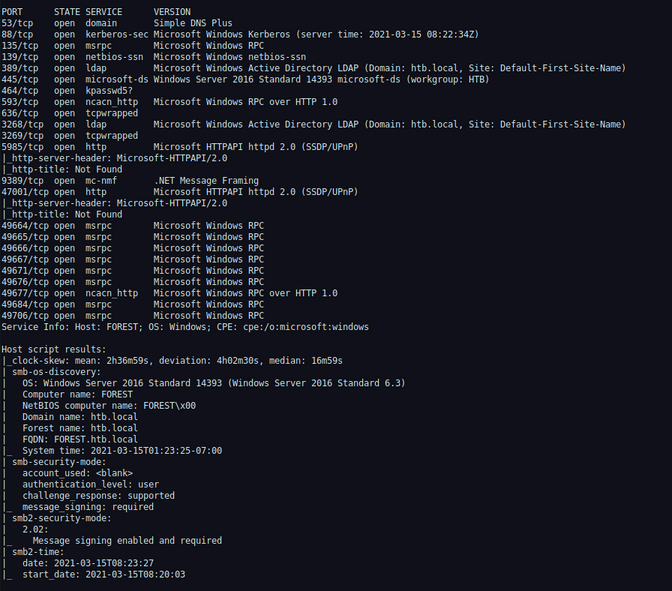 PORT      STATE SERVICE      VERSION
53/tcp    open  domain       Simple DNS Plus
88/tcp    open  kerberos-sec Microsoft Windows Kerberos (server time: 2021-03-15 08:22:34Z)
135/tcp   open  msrpc        Microsoft Windows RPC
139/tcp   open  netbios-ssn  Microsoft Windows netbios-ssn
389/tcp   open  ldap         Microsoft Windows Active Directory LDAP (Domain: htb.local, Site: Default-First-Site-Name)
445/tcp   open  microsoft-ds Windows Server 2016 Standard 14393 microsoft-ds (workgroup: HTB)
464/tcp   open  kpasswd5?
593/tcp   open  ncacn_http   Microsoft Windows RPC over HTTP 1.0
636/tcp   open  tcpwrapped
3268/tcp  open  ldap         Microsoft Windows Active Directory LDAP (Domain: htb.local, Site: Default-First-Site-Name)
3269/tcp  open  tcpwrapped
5985/tcp  open  http         Microsoft HTTPAPI httpd 2.0 (SSDP/UPnP)
|_http-server-header: Microsoft-HTTPAPI/2.0
|_http-title: Not Found
9389/tcp  open  mc-nmf       .NET Message Framing
47001/tcp open  http         Microsoft HTTPAPI httpd 2.0 (SSDP/UPnP)
|_http-server-header: Microsoft-HTTPAPI/2.0
|_http-title: Not Found
49664/tcp open  msrpc        Microsoft Windows RPC
49665/tcp open  msrpc        Microsoft Windows RPC
49666/tcp open  msrpc        Microsoft Windows RPC
49667/tcp open  msrpc        Microsoft Windows RPC
49671/tcp open  msrpc        Microsoft Windows RPC
49676/tcp open  msrpc        Microsoft Windows RPC
49677/tcp open  ncacn_http   Microsoft Windows RPC over HTTP 1.0
49684/tcp open  msrpc        Microsoft Windows RPC
49706/tcp open  msrpc        Microsoft Windows RPC
Service Info: Host: FOREST; OS: Windows; CPE: cpe:/o:microsoft:windows

Host script results:
|_clock-skew: mean: 2h36m59s, deviation: 4h02m30s, median: 16m59s
| smb-os-discovery:
|   OS: Windows Server 2016 Standard 14393 (Windows Server 2016 Standard 6.3)
|   Computer name: FOREST
|   NetBIOS computer name: FOREST\x00
|   Domain name: htb.local
|   Forest name: htb.local
|   FQDN: FOREST.htb.local
|_  System time: 2021-03-15T01:23:25-07:00
| smb-security-mode:
|   account_used: <blank>
|   authentication_level: user
|   challenge_response: supported
|_  message_signing: required
| smb2-security-mode:
|   2.02:
|_    Message signing enabled and required
| smb2-time:
|   date: 2021-03-15T08:23:27
|_  start_date: 2021-03-15T08:20:03